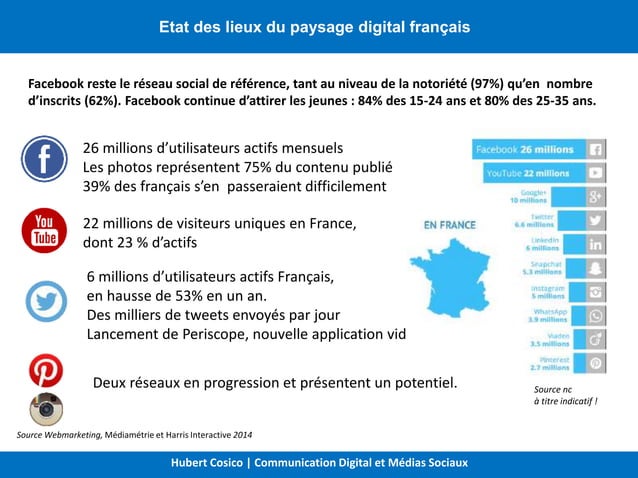 Etat des lieux du paysage digital français
Facebook reste le réseau social de référence, tant au niveau de la notoriété (97%) qu’en nombre
d’inscrits (62%). Facebook continue d’attirer les jeunes : 84% des 15-24 ans et 80% des 25-35 ans.
26 millions d’utilisateurs actifs mensuels
Les photos représentent 75% du contenu publié
39% des français s’en passeraient difficilement
You
Tube
22 millions de visiteurs uniques en France,
dont 23 % d’actifs
6 millions d’utilisateurs actifs Français,
en hausse de 53% en un an.
Des milliers de tweets envoyés par jour
Lancement de Periscope, nouvelle application vid
Deux réseaux en progression et présentent un potentiel.
EN FRANCE
Facebook 26 millions
YouTube 22 millions
Google+
10 millions
Twitter
6.6 millions
LinkedIn
6 millions
Snapchat
5.3 millions
Instagram
5 millions
WhatsApp
3.9 millions
Viadeo
3.5 millions
Pinterest
2.7 millions
Source nc
à titre indicatif !
Source Webmarketing, Médiamétrie et Harris Interactive 2014
Hubert Cosico | Communication Digital et Médias Sociaux